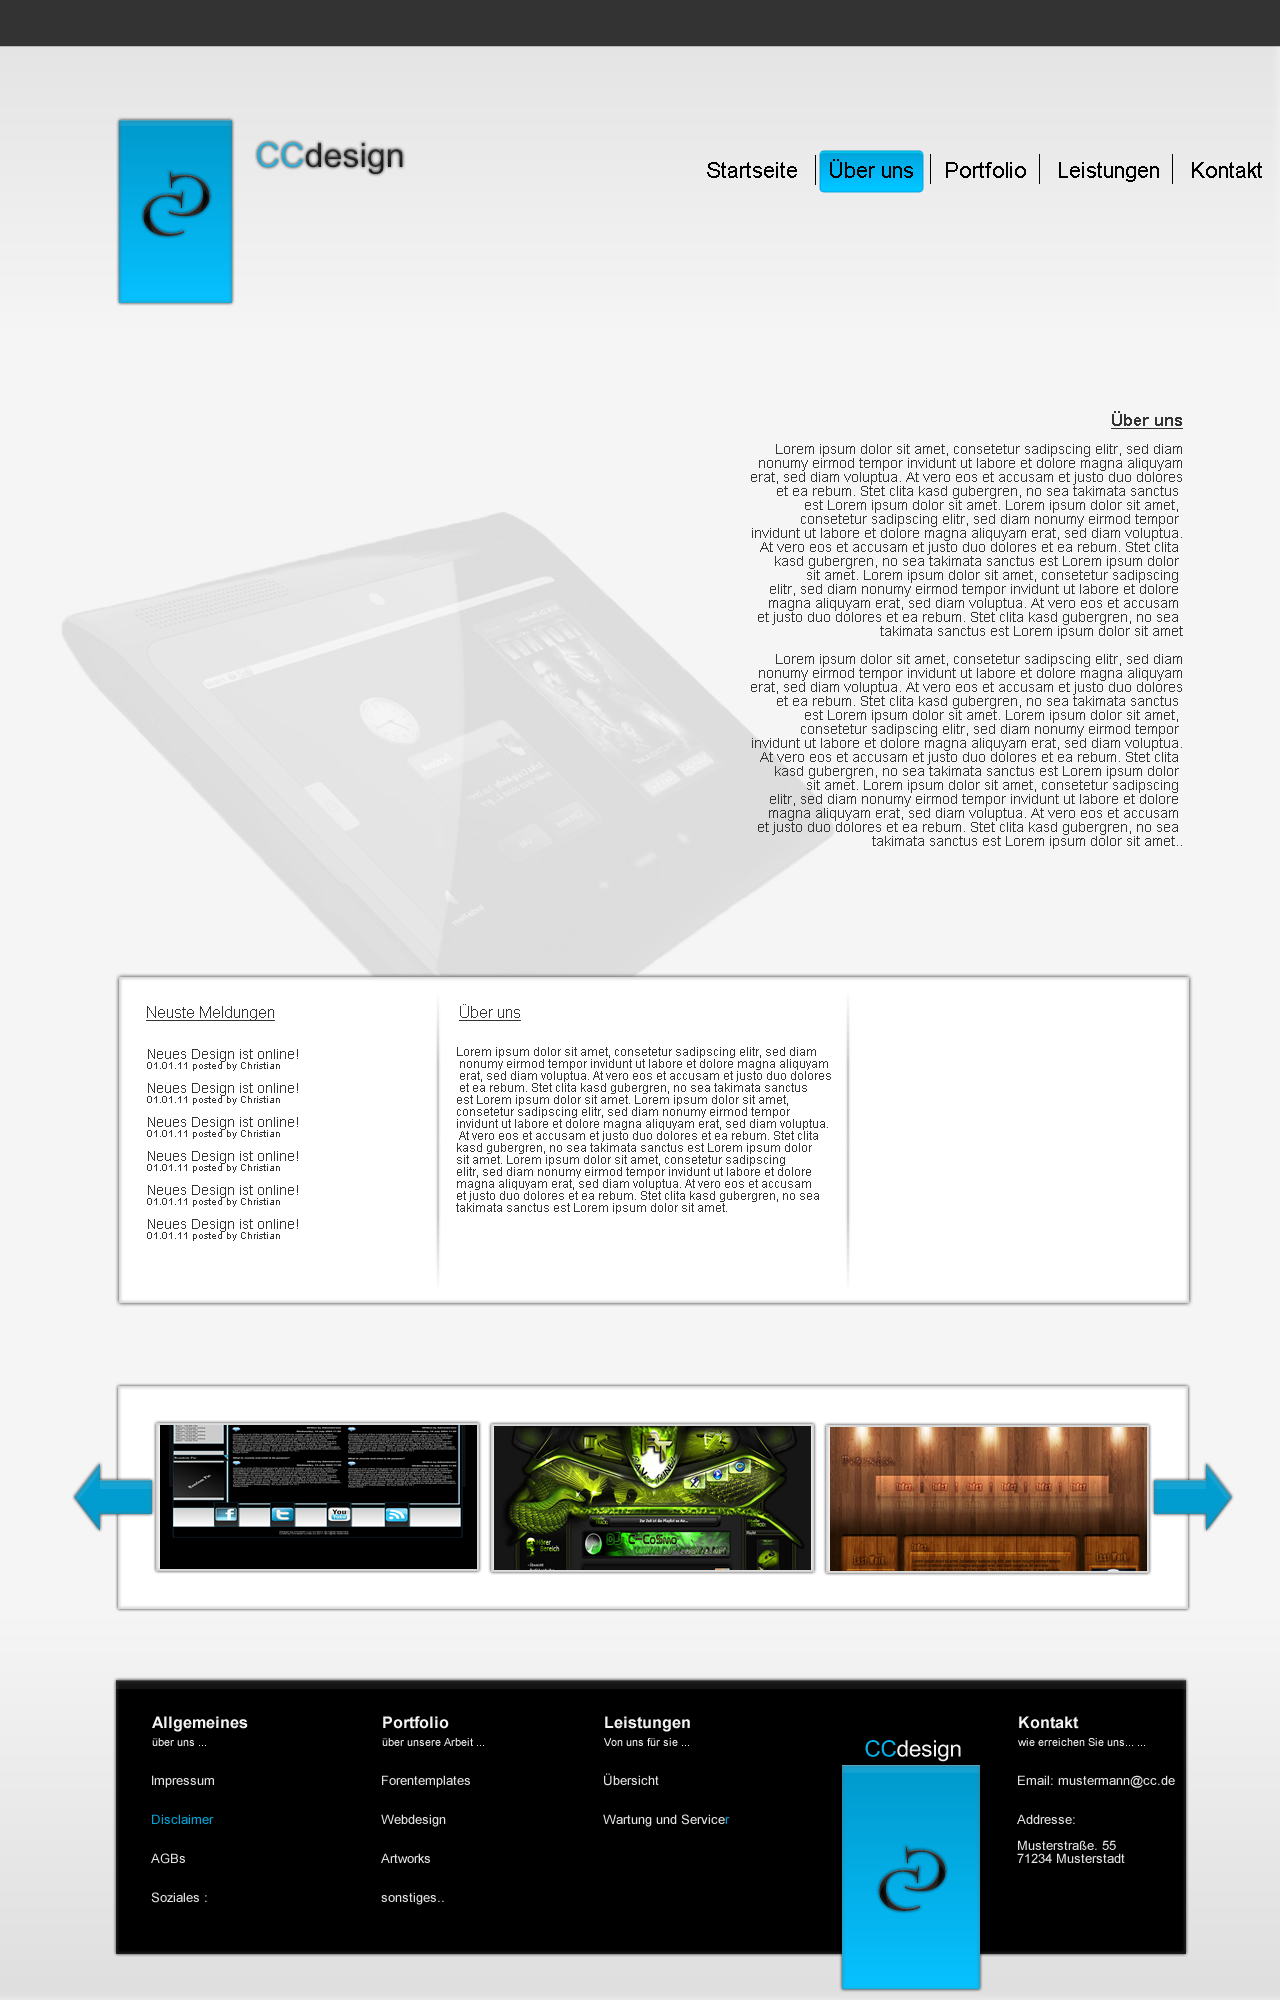 CCdesign
Startseite
Über uns
Portfolio
Leistungen
Kontakt
Über uns
Lorem ipsum dolor sit amet, consetetur sadipscing elitr, sed diam
nonumy eirmod tempor invidunt ut labore et dolore magna aliquyam
erat, sed diam voluptua. At vero eos et accusam et justo duo dolores
et ea rebum. Stet clita kasd gubergren, no sea takimata sanctus
est Lorem ipsum dolor sit amet. Lorem ipsum dolor sit amet,
consetetur sadipscing elitr, sed diam nonumy eirmod tempor
invidunt ut labore et dolore magna aliquyam erat, sed diam voluptua.
At vero eos et accusam et justo duo dolores et ea rebum. Stet clita
kasd gubergren, no sea takimata sanctus est Lorem ipsum dolor
sit amet. Lorem ipsum dolor sit amet, consetetur sadipscing
elitr, sed diam nonumy eirmod tempor invidunt ut labore et dolore
magna aliquyam erat, sed diam voluptua. At vero eos et accusam
et justo duo dolores et ea rebum. Stet clita kasd gubergren, no sea
takimata sanctus est Lorem ipsum dolor sit amet
Lorem ipsum dolor sit amet, consetetur sadipscing elitr, sed diam
nonumy eirmod tempor invidunt ut labore et dolore magna aliquyam
erat, sed diam voluptua. At vero eos et accusam et justo duo dolores
et ea rebum. Stet clita kasd gubergren, no sea takimata sanctus
est Lorem ipsum dolor sit amet. Lorem ipsum dolor sit amet,
consetetur sadipscing elitr, sed diam nonumy eirmod tempor
invidunt ut labore et dolore magna aliquyam erat, sed diam voluptua.
At vero eos et accusam et justo duo dolores et ea rebum. Stet clita
kasd gubergren, no sea takimata sanctus est Lorem ipsum dolor
sit amet. Lorem ipsum dolor sit amet, consetetur sadipscing
elitr, sed diam nonumy eirmod tempor invidunt ut labore et dolore
magna aliquyam erat, sed diam voluptua. At vero eos et accusam
et justo duo dolores et ea rebum. Stet clita kasd gubergren, no sea
takimata sanctus est Lorem ipsum dolor sit amet..
Neuste Meldungen
Neues Design ist online!
01.01.11 posted by Christian
Neues Design ist online!
01.01.11 posted by Christian
Neues Design ist online!
01.01.11 posted by Christian
Neues Design ist online!
01.01.11 posted by Christian
Neues Design ist online!
01.01.11 posted by Christian
Neues Design ist online!
01.01.11 posted by Christian
Über uns
Lorem ipsum dolor sit amet, consetetur sadipscing elitr, sed diam
nonumy eirmod tempor invidunt ut labore et dolore magna aliquyam
erat, sed diam voluptua. At vero eos et accusam et justo duo dolores
et ea rebum. Stet clita kasd gubergren, no sea takimata sanctus
est Lorem ipsum dolor sit amet. Lorem ipsum dolor sit amet,
consetetur sadipscing elitr, sed diam nonumy eirmod tempor
invidunt ut labore et dolore magna aliquyam erat, sed diam voluptua.
At vero eos et accusam et justo duo dolores et ea rebum. Stet clita
kasd gubergren, no sea takimata sanctus est Lorem ipsum dolor
sit amet. Lorem ipsum dolor sit amet, consetetur sadipscing
elitr, sed diam nonumy eirmod tempor invidunt ut labore et dolore
magna aliquyam erat, sed diam voluptua. At vero eos et accusam
et justo duo dolores et ea rebum. Stet clita kasd gubergren, no sea
takimata sanctus est Lorem ipsum dolor sit amet.
You
Hörer
Bereich
Allgemeines
über uns ...
Impressum
Disclaimer
AGBs
Soziales :
Portfolio
über unsere Arbeit ...
Forentemplates
Webdesign
Artworks
sonstiges..
Leistungen
Von uns für sie ...
Übersicht
Wartung und Servicer
CCdesign
Kontakt
wie erreichen Sie uns... ...
Email: mustermann@cc.de
Addresse:
Musterstraße. 55
71234 Musterstadt